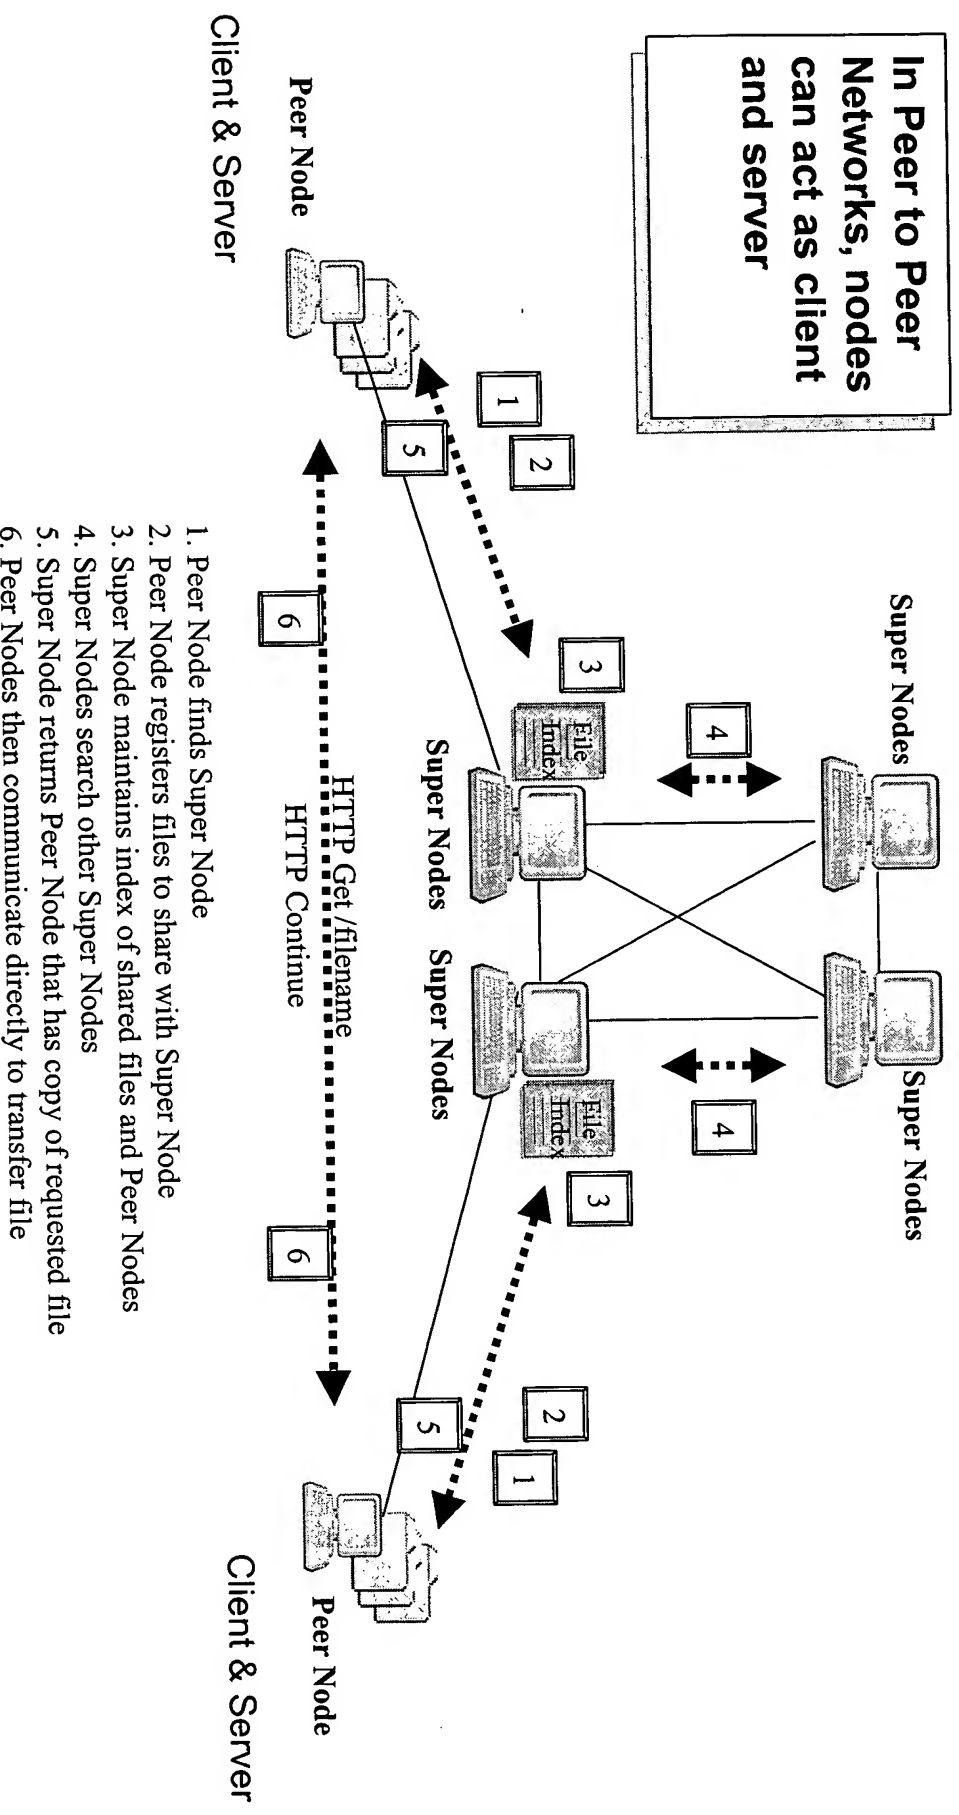 In Peer to Peer
Networks, nodes
can act as client
and server
Super Nodes
Super Nodes
4
4
3
File
Index
File
Index
3
Super Nodes
Super Nodes
1
2
2
1
5
5
Peer Node
Client & Server
Peer Node
Client & Server
HTTP Get /filename
HTTP Continue
6
6
1. Peer Node finds Super Node
2. Peer Node registers files to share with Super Node
3. Super Node maintains index of shared files and Peer Nodes
4. Super Nodes search other Super Nodes
5. Super Node returns Peer Node that has copy of requested file
6. Peer Nodes then communicate directly to transfer file